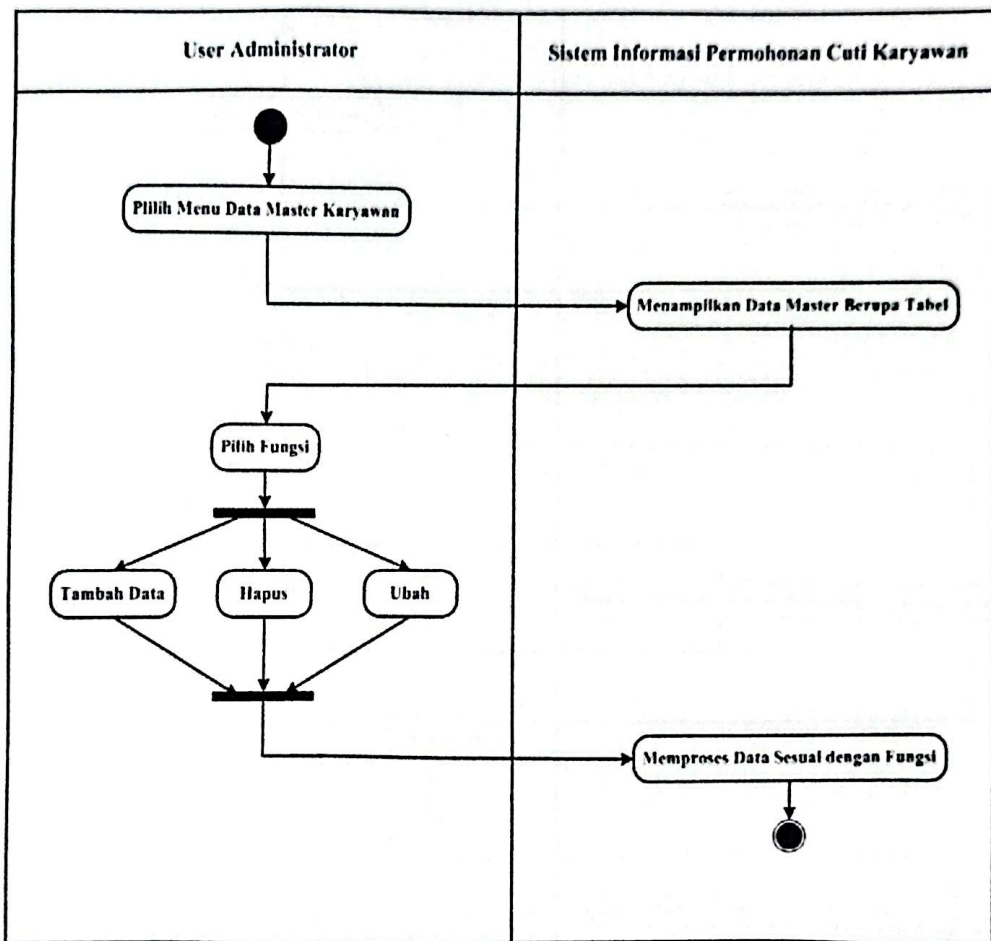 User Administrator
Sistem Informasi Permohonan Cuti Karyawan
Plilih Menu Data Master Karyawan
Menampilkan Data Master Berupa Tabel
Pilih Fungsi
Tambah Data
Hapus
Ubah
Memproses Data Sesuai dengan Fungsi